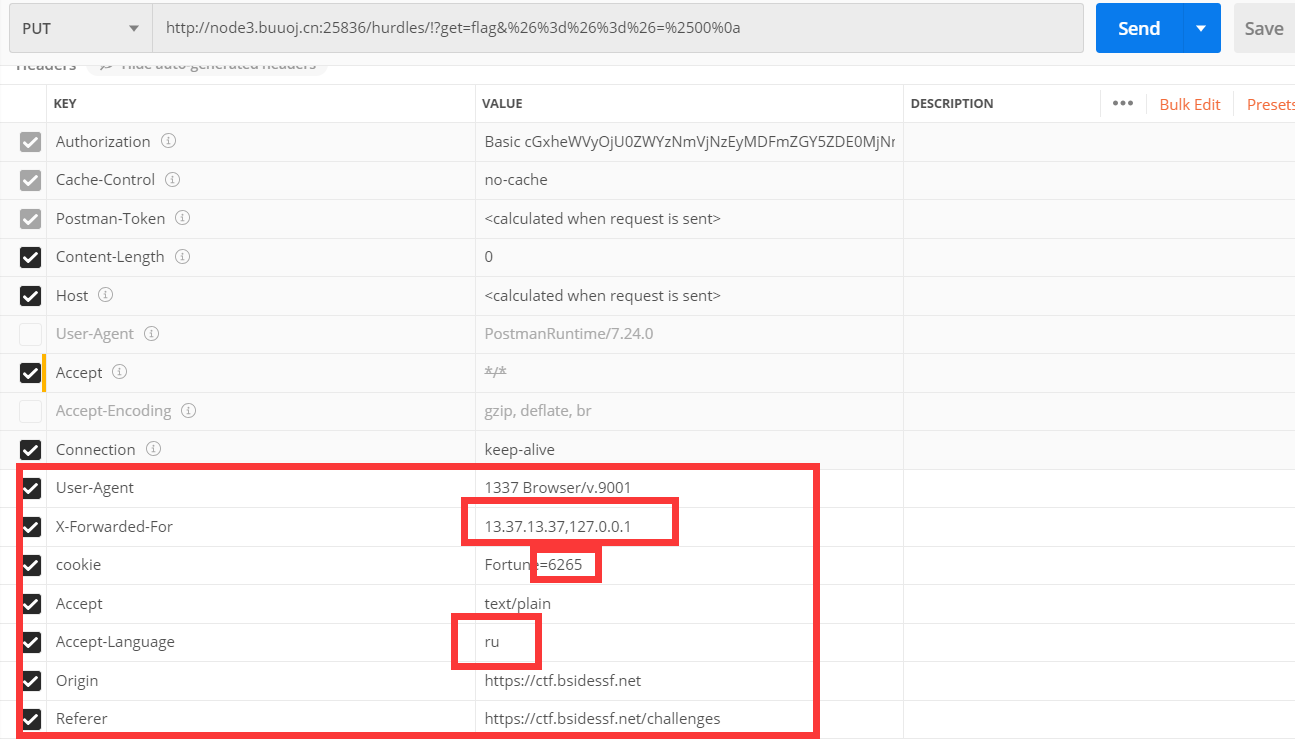 PUT http://node3.buuoj.cn:25836/hurdles/!?get=flag&%26%3d%26%3d%26=%2500%0a Send Save
Headers Hide auto-generated headers
KEY VALUE DESCRIPTION ••• Bulk Edit Presets
Authorization Basic cGxheWVyOjU0ZWYzNmVjNzEyMDFmZGY5ZDE0MjNm
Cache-Control no-cache
Postman-Token <calculated when request is sent>
Content-Length 0
Host <calculated when request is sent>
User-Agent PostmanRuntime/7.24.0
Accept */*
Accept-Encoding gzip, deflate, br
Connection keep-alive
User-Agent 1337 Browser/v.9001
X-Forwarded-For 13.37.13.37,127.0.0.1
cookie Fortune=6265
Accept text/plain
Accept-Language ru
Origin https://ctf.bsidessf.net
Referer https://ctf.bsidessf.net/challenges